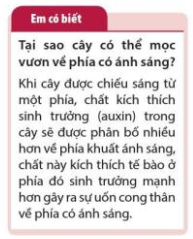 Em có biết
Tại sao cây có thể mọc
vươn về phía có ánh sáng?
Khi cây được chiếu sáng từ
một phía, chất kích thích
sinh trưởng (auxin) trong
cây sẽ được phân bố nhiều
hơn về phía khuất ánh sáng,
chất này kích thích tế bào ở
phía đó sinh trưởng mạnh
hơn gây ra sự uốn cong thân
về phía có ánh sáng.